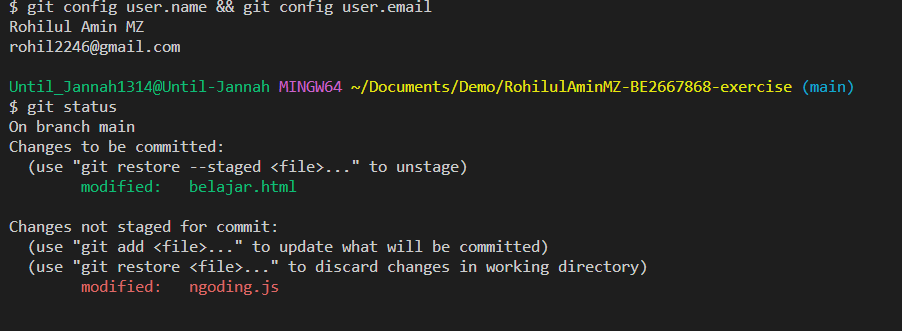 $ git config user.name && git config user.email
Rohilul Amin MZ
rohil2246@gmail.com
Until_Jannah1314@Until-Jannah MINGW64 ~/Documents/Demo/RohilulAminMZ-BE2667868-exercise (main)
$ git status
On branch main
Changes to be committed:
  (use "git restore --staged <file>..." to unstage)
        modified:   belajar.html
Changes not staged for commit:
  (use "git add <file>..." to update what will be committed)
  (use "git restore <file>..." to discard changes in working directory)
        modified:   ngoding.js